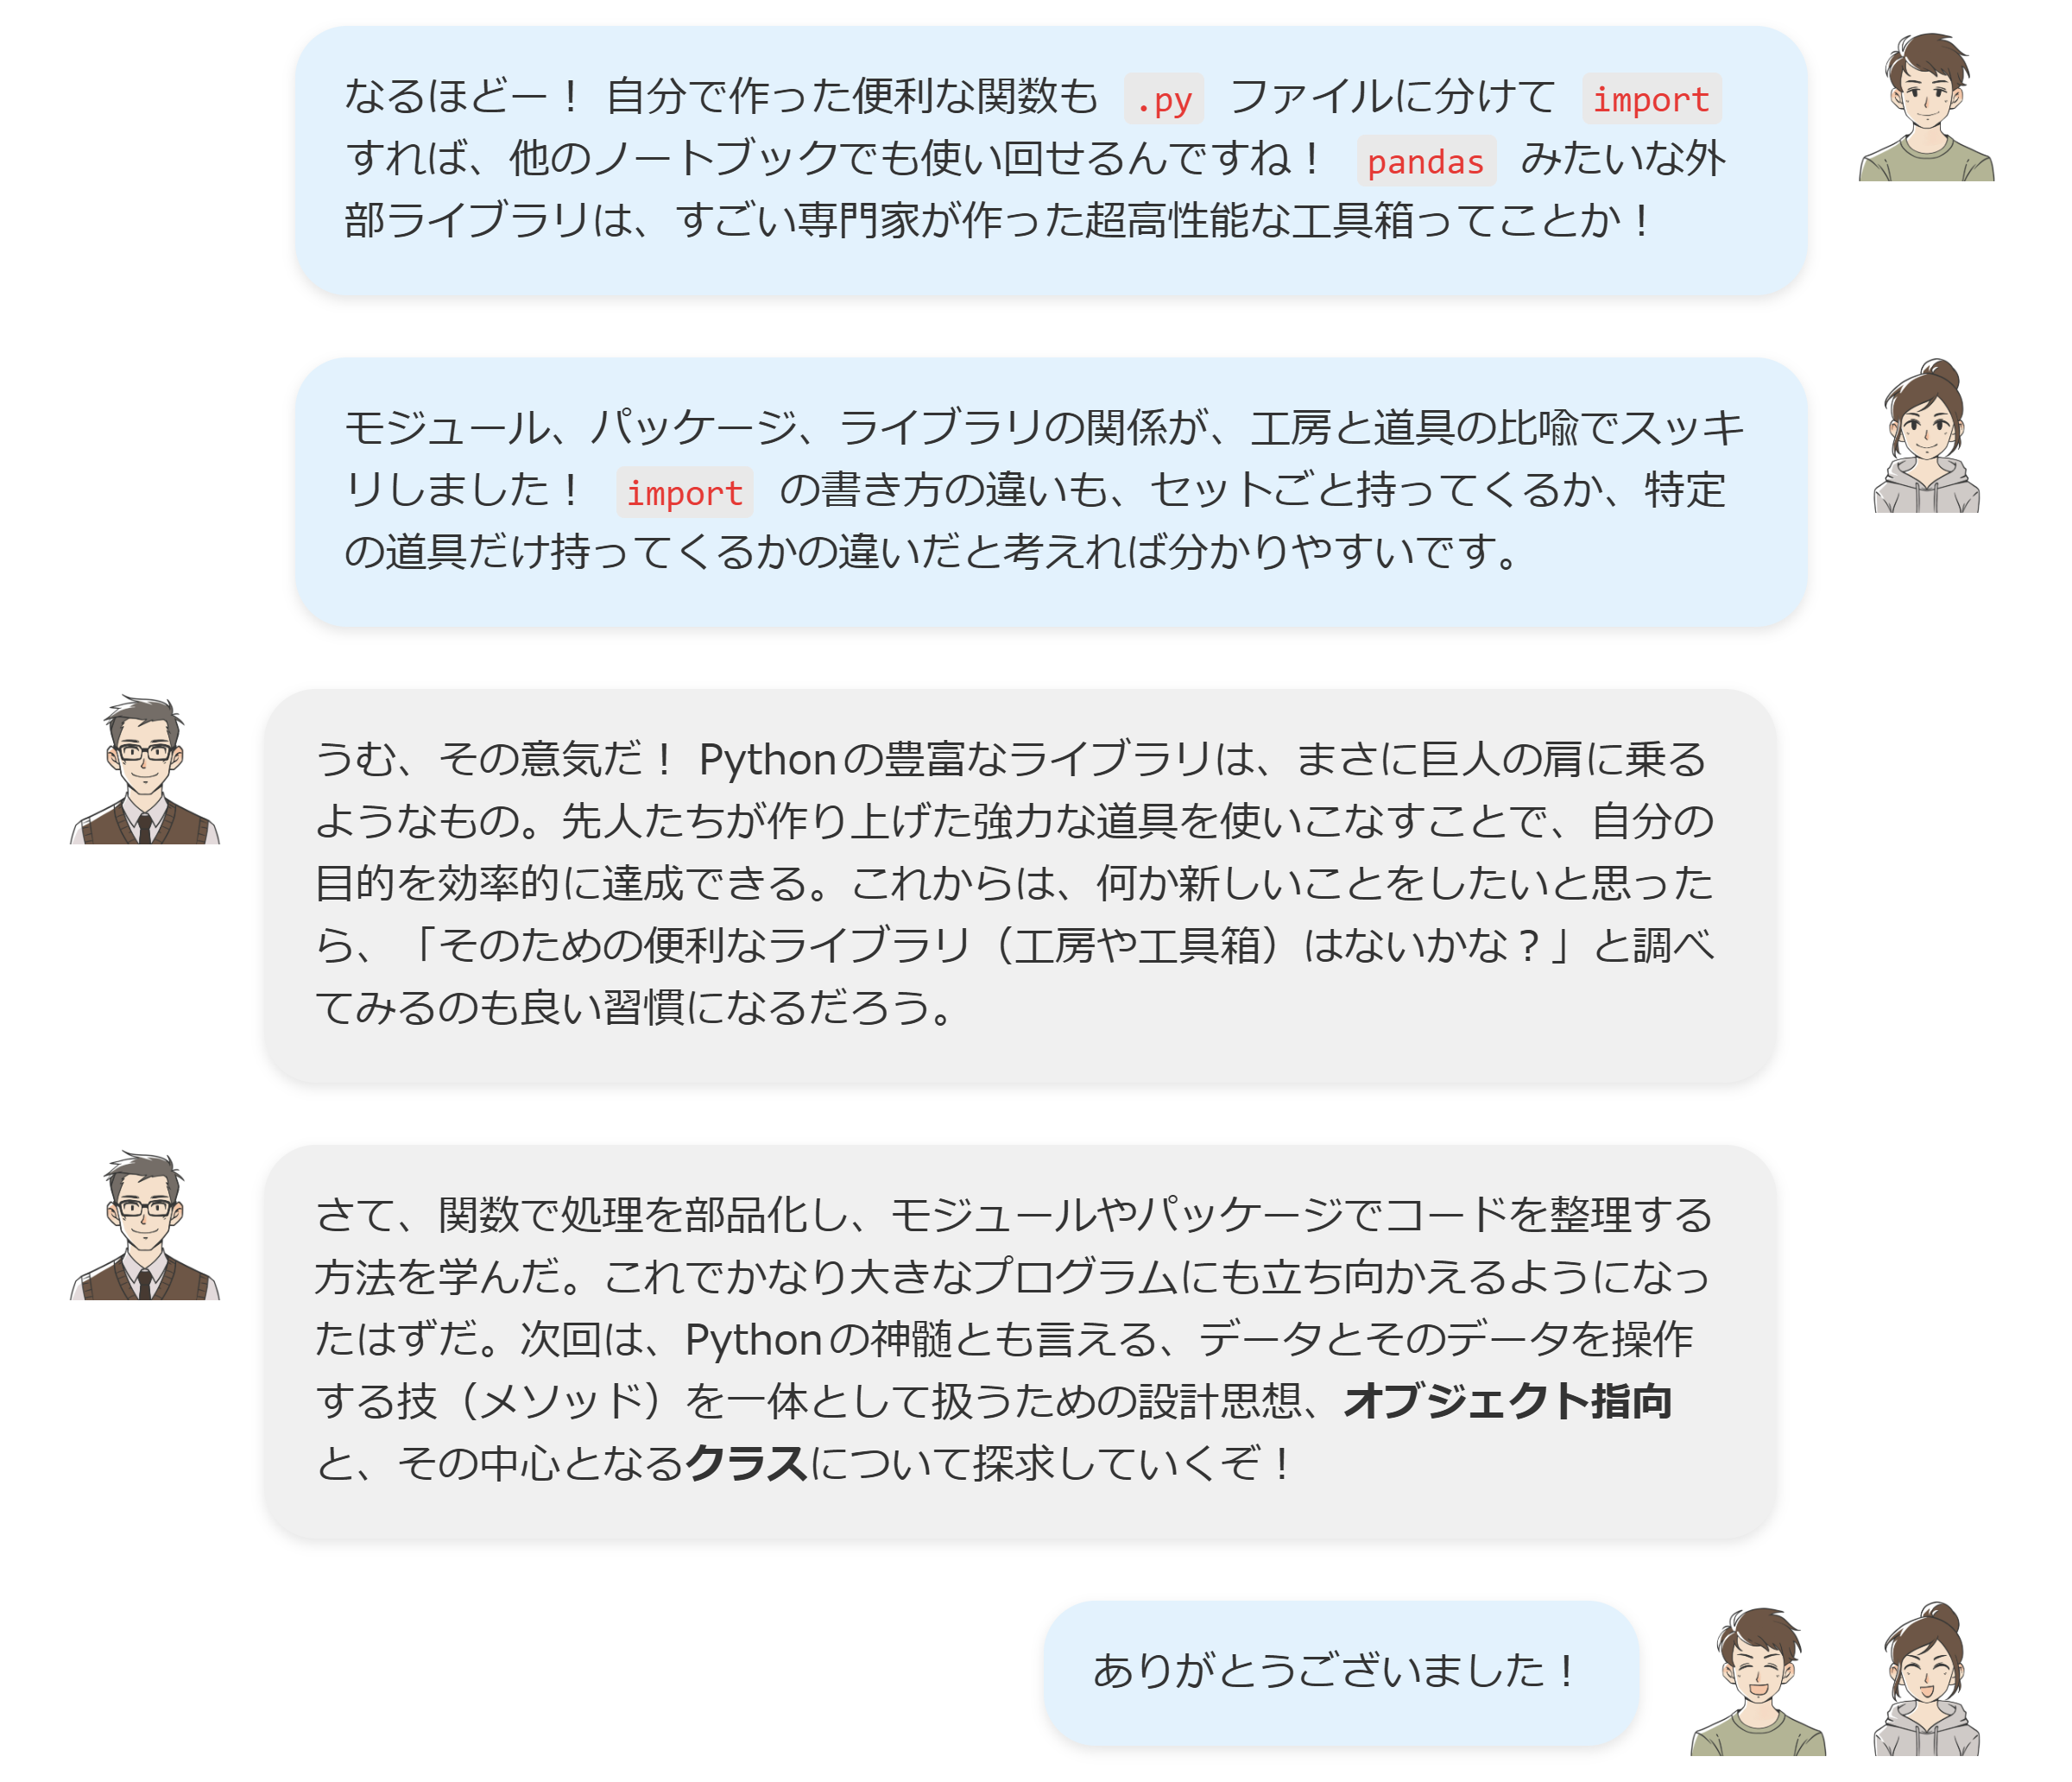 なるほどー！ 自分で作った便利な関数も .py ファイルに分けて import
すれば、他のノートブックでも使い回せるんですね！ pandas みたいな外
部ライブラリは、すごい専門家が作った超高性能な工具箱ってことか！
モジュール、パッケージ、ライブラリの関係が、工房と道具の比喩でスッキ
リしました！ import の書き方の違いも、セットごと持ってくるか、特定
の道具だけ持ってくるかの違いだと考えれば分かりやすいです。
うむ、その意気だ！ Pythonの豊富なライブラリは、まさに巨人の肩に乗る
ようなもの。先人たちが作り上げた強力な道具を使いこなすことで、自分の
目的を効率的に達成できる。これからは、何か新しいことをしたいと思った
ら、「そのための便利なライブラリ（工房や工具箱）はないかな？」と調べ
てみるのも良い習慣になるだろう。
さて、関数で処理を部品化し、モジュールやパッケージでコードを整理する
方法を学んだ。これでかなり大きなプログラムにも立ち向かえるようになっ
たはずだ。次回は、Pythonの神髄とも言える、データとそのデータを操作
する技（メソッド）を一体として扱うための設計思想、オブジェクト指向
と、その中心となるクラスについて探求していくぞ！
ありがとうございました！